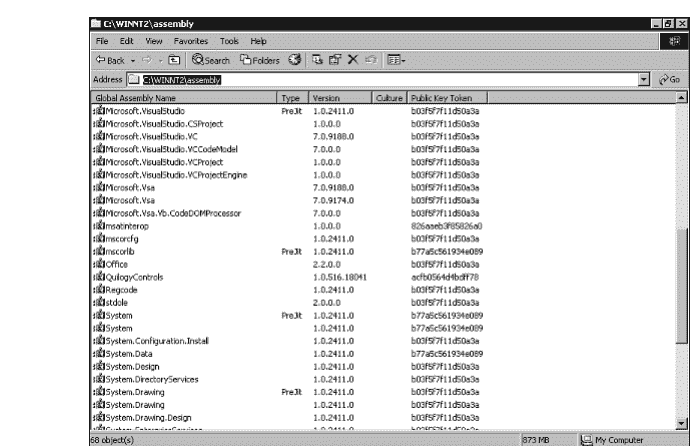 C:\WINNT2\assembly
File Edit View Favorites Tools Help
Back Search Folders
Address C:\WINNT2\assembly Go
Global Assembly Name Type Version Culture Public Key Token
Microsoft.VisualStudio PreJit 1.0.2411.0 b03f5f7f11d50a3a
Microsoft.VisualStudio.CSProject 1.0.0.0 b03f5f7f11d50a3a
Microsoft.VisualStudio.VC 7.0.9188.0 b03f5f7f11d50a3a
Microsoft.VisualStudio.VCCodeModel 7.0.0.0 b03f5f7f11d50a3a
Microsoft.VisualStudio.VCProject 1.0.0.0 b03f5f7f11d50a3a
Microsoft.VisualStudio.VCProjectEngine 1.0.0.0 b03f5f7f11d50a3a
Microsoft.Vsa 7.0.9188.0 b03f5f7f11d50a3a
Microsoft.Vsa 7.0.9174.0 b03f5f7f11d50a3a
Microsoft.Vsa.Vb.CodeDOMProcessor 7.0.0.0 b03f5f7f11d50a3a
msatinterop 1.0.0.0 826aaeb3f85826a0
mscorcfg 1.0.2411.0 b03f5f7f11d50a3a
mscorlib PreJit 1.0.2411.0 b77a5c561934e089
Office 2.2.0.0 b03f5f7f11d50a3a
QuilogyControls 1.0.516.18041 acfb0564d4bdff78
Regcode 1.0.2411.0 b03f5f7f11d50a3a
stdole 2.0.0.0 b03f5f7f11d50a3a
System PreJit 1.0.2411.0 b77a5c561934e089
System 1.0.2411.0 b77a5c561934e089
System.Configuration.Install 1.0.2411.0 b03f5f7f11d50a3a
System.Data 1.0.2411.0 b77a5c561934e089
System.Design 1.0.2411.0 b03f5f7f11d50a3a
System.DirectoryServices 1.0.2411.0 b03f5f7f11d50a3a
System.Drawing PreJit 1.0.2411.0 b03f5f7f11d50a3a
System.Drawing 1.0.2411.0 b03f5f7f11d50a3a
System.Drawing.Design 1.0.2411.0 b03f5f7f11d50a3a
System.EnterpriseServices 1.0.2411.0 b03f5f7f11d50a3a
68 object(s) 873 MB My Computer